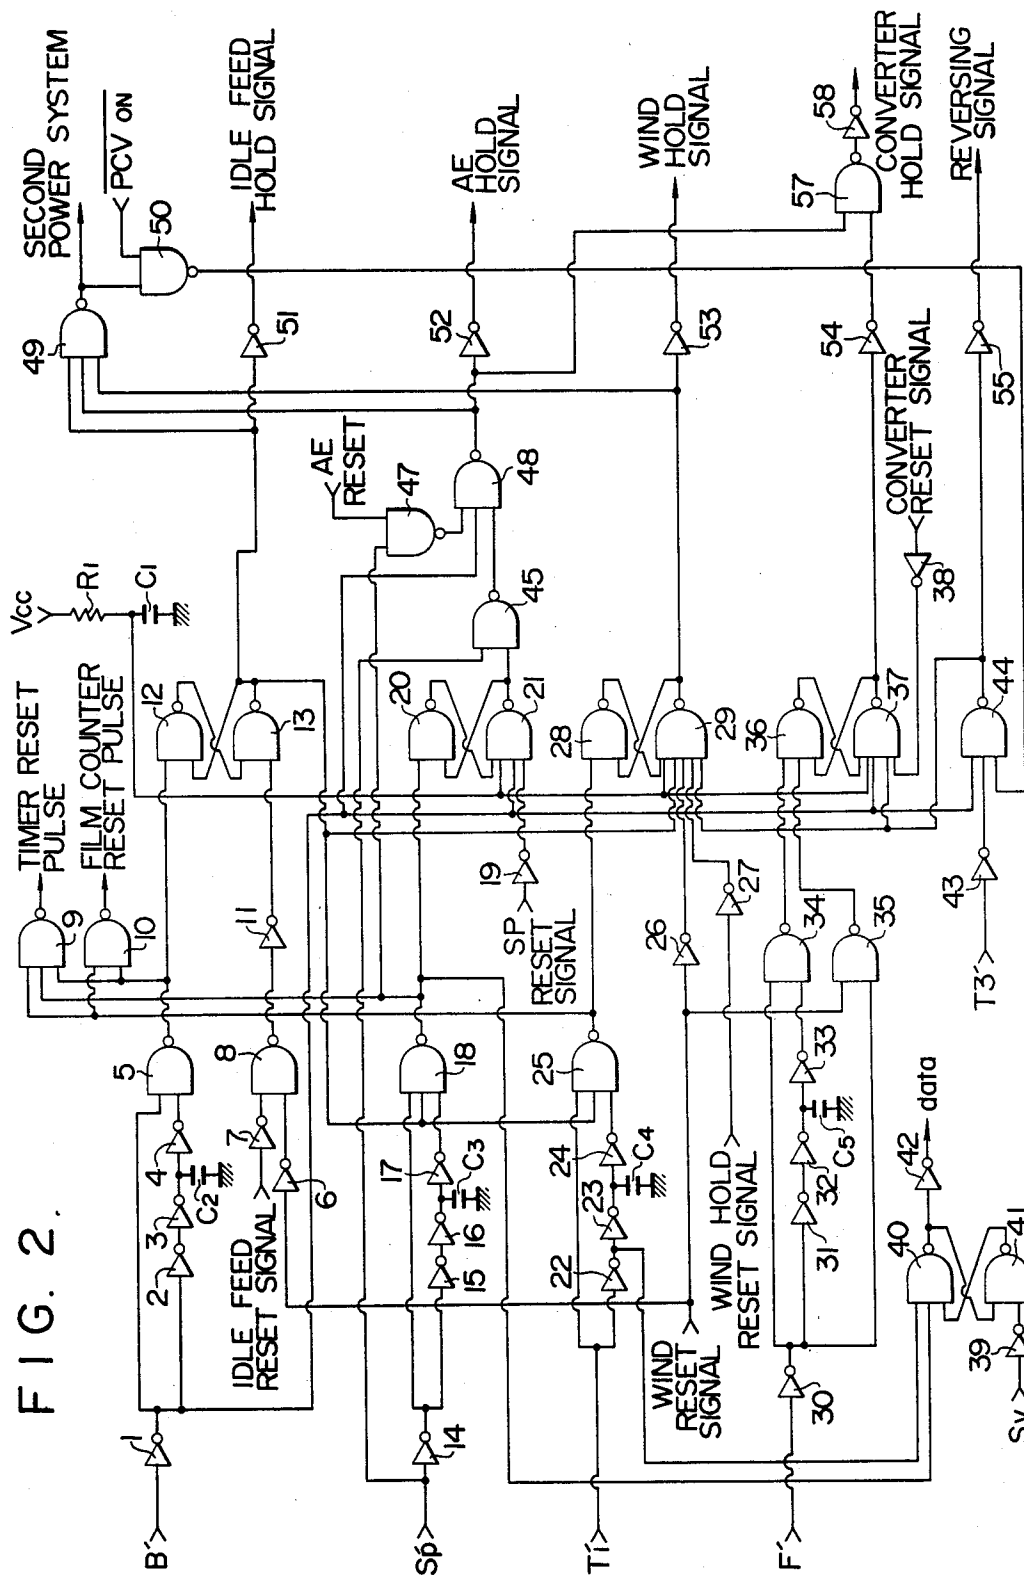 FIG. 2.
SECOND
POWER SYSTEM
PCV ON
IDLE FEED
HOLD SIGNAL
AE
HOLD
SIGNAL
WIND
HOLD
SIGNAL
CONVERTER
HOLD SIGNAL
REVERSING
SIGNAL
49
50
51
52
53
54
55
57
58
AE
RESET
47
48
45
CONVERTER
RESET SIGNAL
38
Vcc
R1
C1
TIMER RESET
PULSE
FILM COUNTER
RESET PULSE
9
10
12
13
20
21
28
29
36
37
44
11
19
SP
RESET
SIGNAL
26
27
34
35
43
T3'
5
8
18
25
4
C2
3
2
7
6
IDLE FEED
RESET SIGNAL
17
C3
16
15
24
C4
23
22
WIND
RESET
SIGNAL
WIND HOLD
RESET SIGNAL
33
C5
32
31
30
data
42
40
41
39
1
14
B'
Sp'
T1'
F'